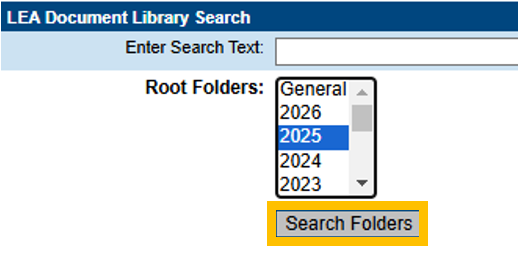 LEA Document Library Search
Enter Search Text:
Root Folders:
General
2026
2025
2024
2023
Search Folders